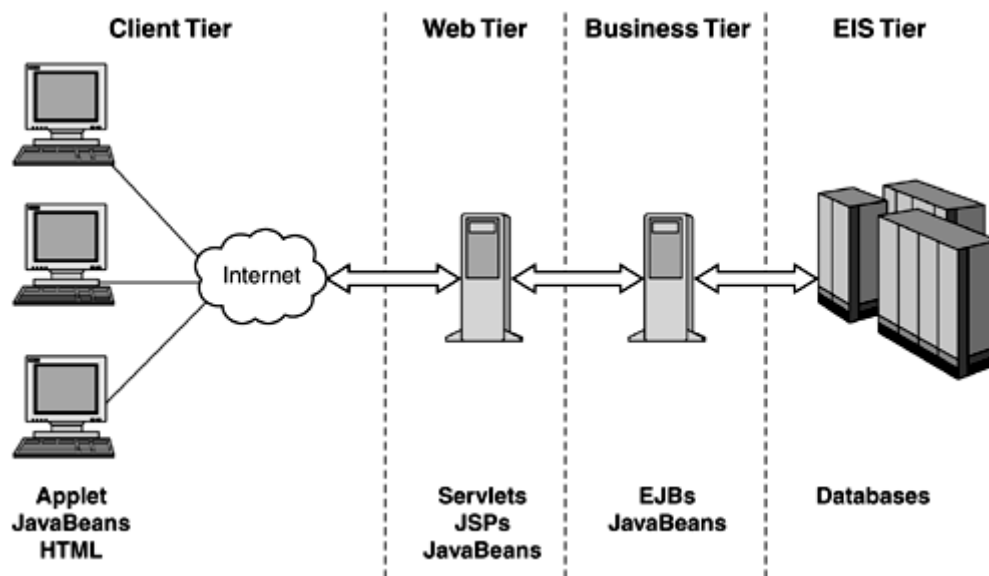 Client Tier
Web Tier
Business Tier
EIS Tier
Internet
Applet
JavaBeans
HTML
Servlets
JSPs
JavaBeans
EJBs
JavaBeans
Databases